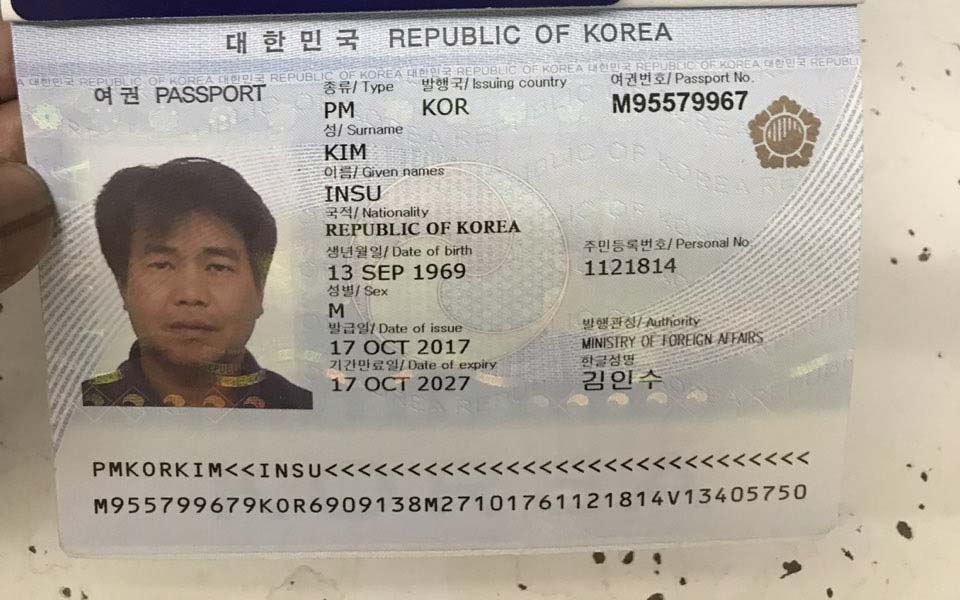 대한민국 REPUBLIC OF KOREA
여권 PASSPORT
종류/ Type 발행국/ Issuing country 여권번호/ Passport No.
PM KOR M95579967
성/ Surname
KIM
이름/ Given names
INSU
국적/ Nationality
REPUBLIC OF KOREA
생년월일/ Date of birth 주민등록번호/ Personal No.
13 SEP 1969 1121814
성별/ Sex
M
발급일/ Date of issue 발행관청/ Authority
17 OCT 2017 MINISTRY OF FOREIGN AFFAIRS
기간만료일/ Date of expiry 한글성명
17 OCT 2027 김인수
PMKORKIM<<INSU<<<<<<<<<<<<<<<<<<<<<<<<<<<<<<
M955799679KOR6909138M27101761121814V13405750